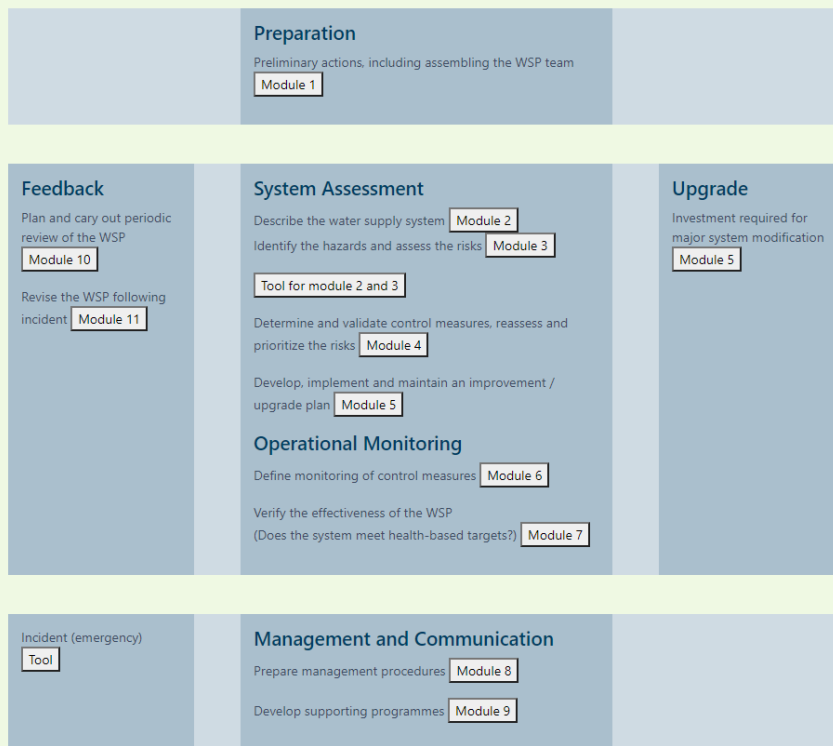 Preparation
Preliminary actions, including assembling the WSP team
Module 1
Feedback
Plan and cary out periodic
review of the WSP
Module 10
Revise the WSP following
incident Module 11
System Assessment
Describe the water supply system Module 2
Identify the hazards and assess the risks Module 3
Tool for module 2 and 3
Determine and validate control measures, reassess and
prioritize the risks Module 4
Develop, implement and maintain an improvement /
upgrade plan Module 5
Operational Monitoring
Define monitoring of control measures Module 6
Verify the effectiveness of the WSP
(Does the system meet health-based targets?) Module 7
Upgrade
Investment required for
major system modification
Module 5
Incident (emergency)
Tool
Management and Communication
Prepare management procedures Module 8
Develop supporting programmes Module 9